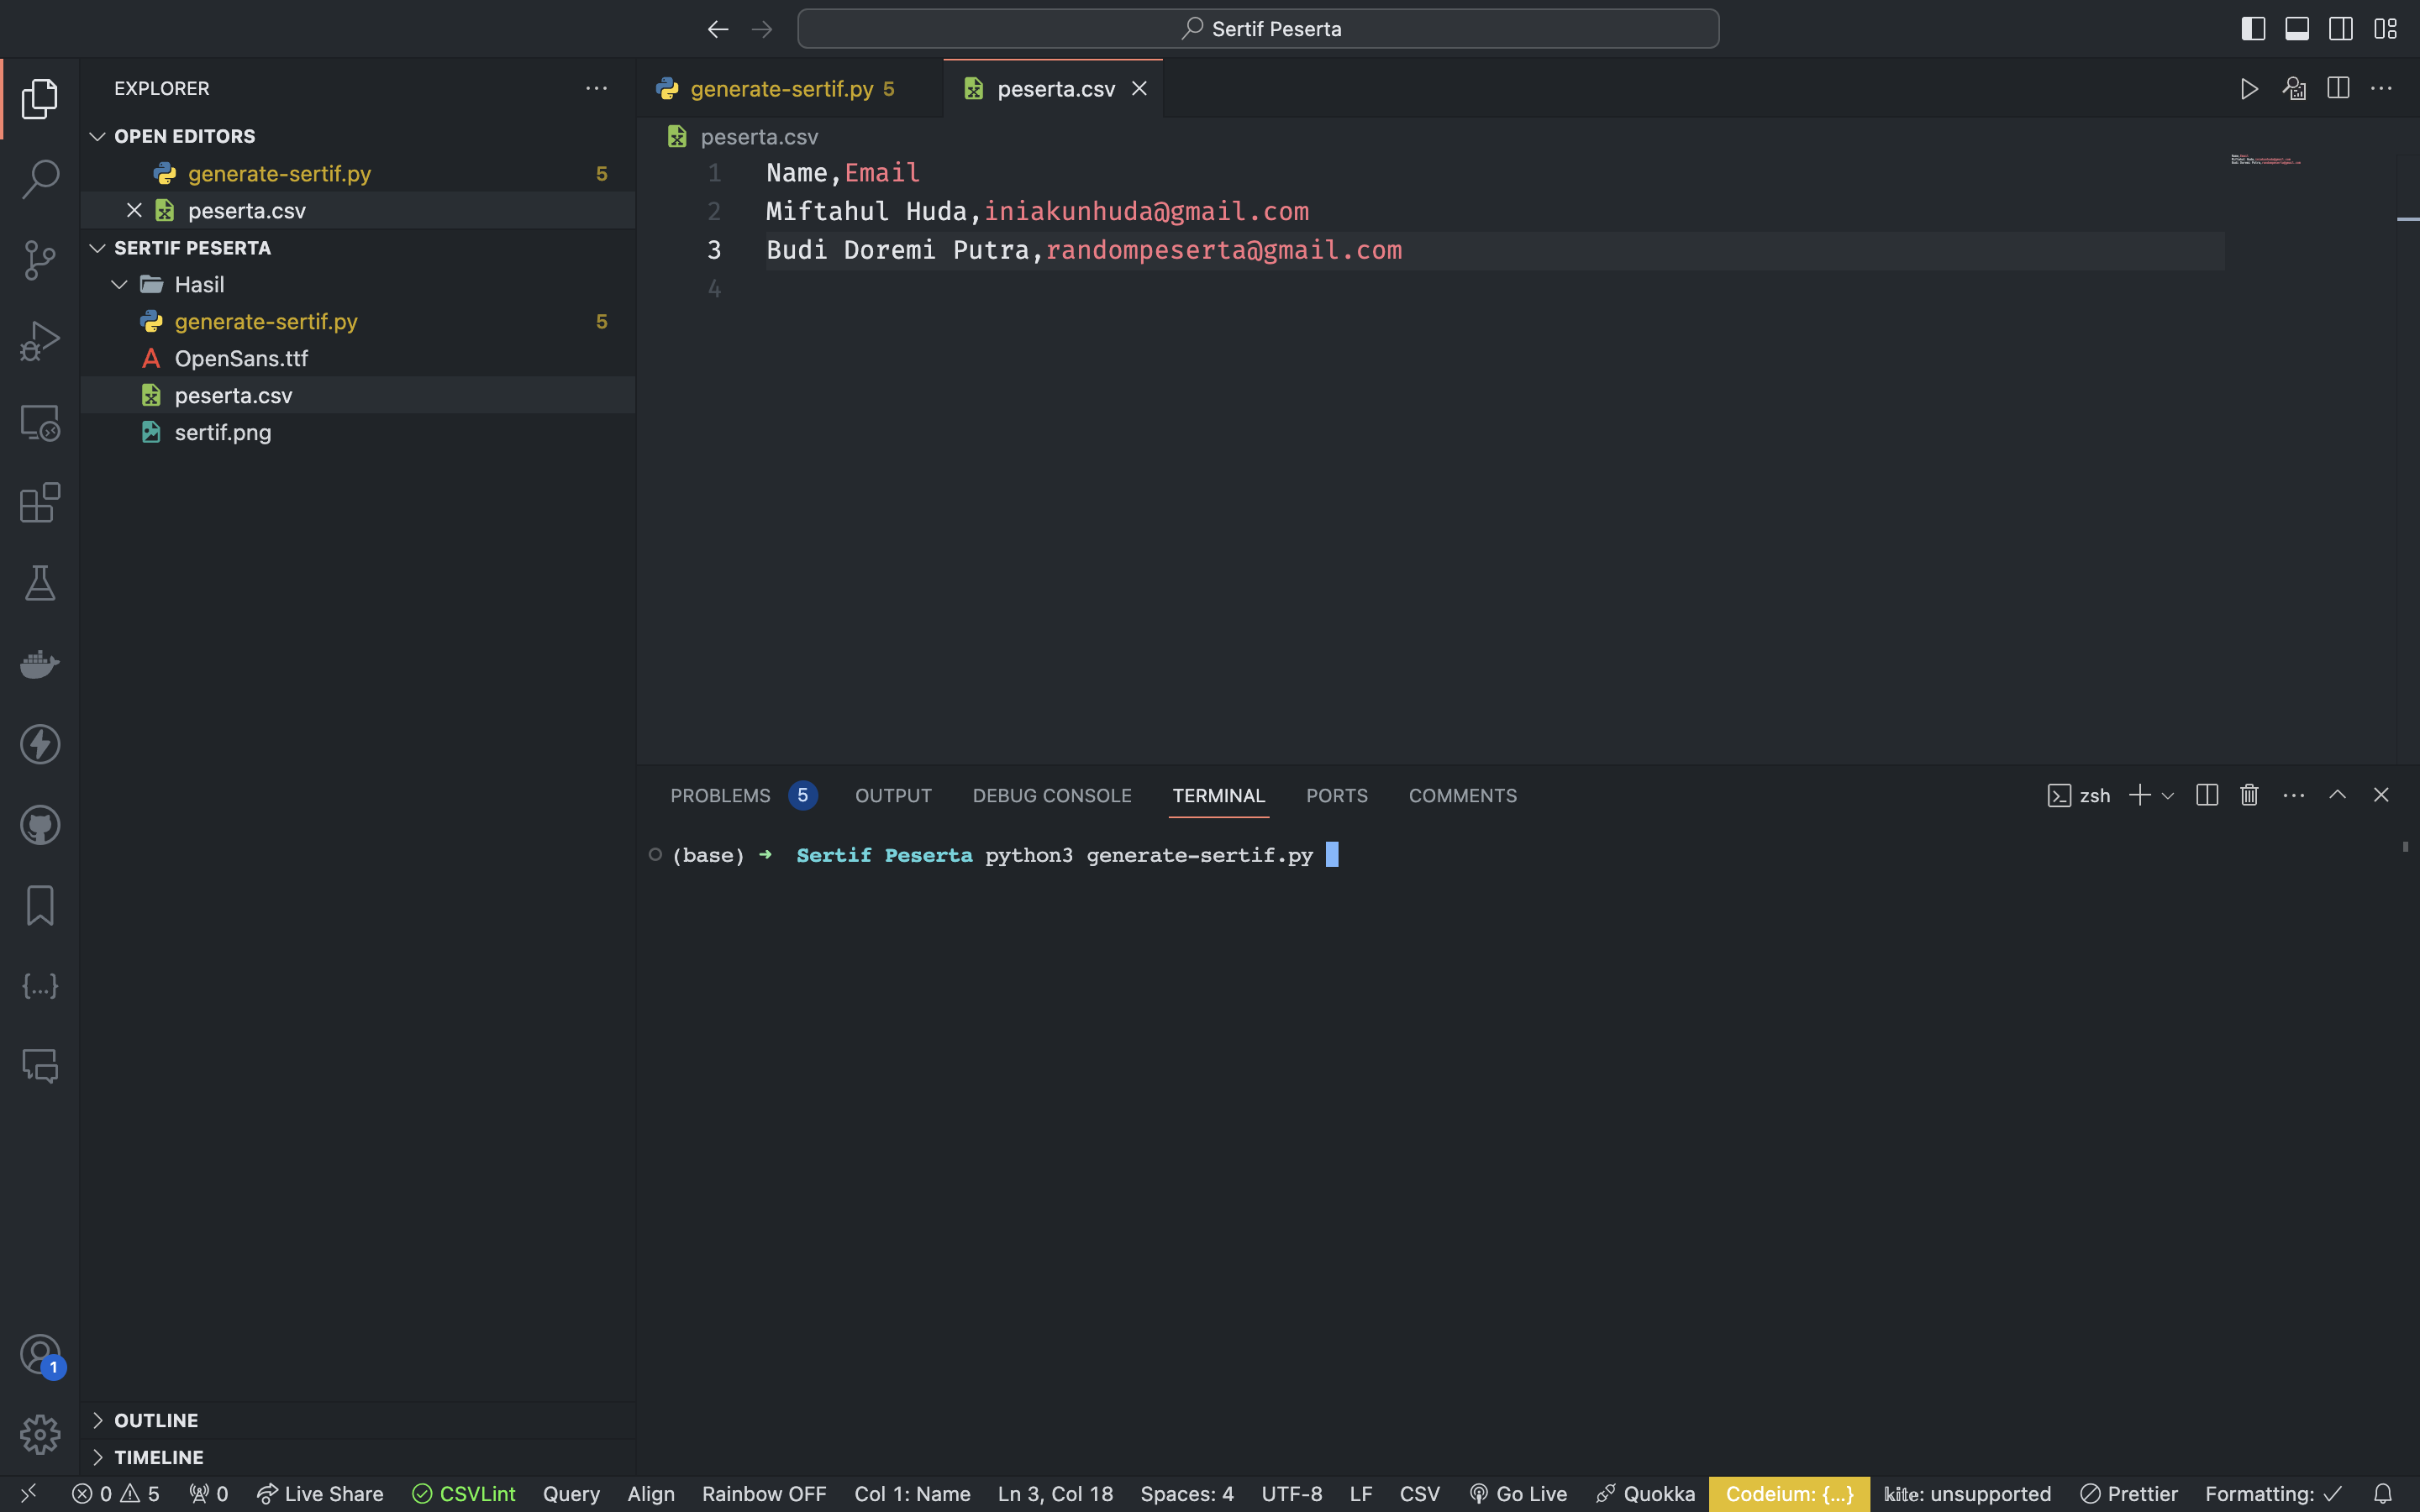 Sertif Peserta
EXPLORER
OPEN EDITORS
generate-sertif.py 5
peserta.csv
SERTIF PESERTA
Hasil
generate-sertif.py 5
OpenSans.ttf
peserta.csv
sertif.png
OUTLINE
TIMELINE
1
generate-sertif.py 5
peserta.csv
peserta.csv
1 Name,Email
2 Miftahul Huda,iniakunhuda@gmail.com
3 Budi Doremi Putra,randompeserta@gmail.com
4
PROBLEMS 5 OUTPUT DEBUG CONSOLE TERMINAL PORTS COMMENTS zsh
(base) ➜ Sertif Peserta python3 generate-sertif.py
0 5 0 Live Share CSVLint Query Align Rainbow OFF Col 1: Name Ln 3, Col 18 Spaces: 4 UTF-8 LF CSV Go Live Quokka Codeium: {...} kite: unsupported Prettier Formatting: ✓